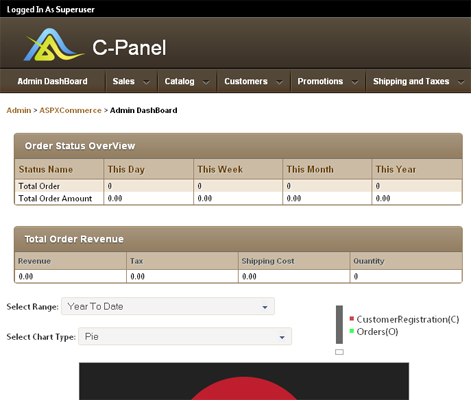 Logged In As Superuser
C-Panel
Admin DashBoard Sales Catalog Customers Promotions Shipping and Taxes
Admin > ASPXCommerce > Admin DashBoard
Order Status OverView
Status Name This Day This Week This Month This Year
Total Order 0 0 0 0
Total Order Amount 0.00 0.00 0.00 0.00
Total Order Revenue
Revenue Tax Shipping Cost Quantity
0.00 0.00 0.00 0
Select Range: Year To Date
CustomerRegistration(C)
Orders(O)
Select Chart Type: Pie